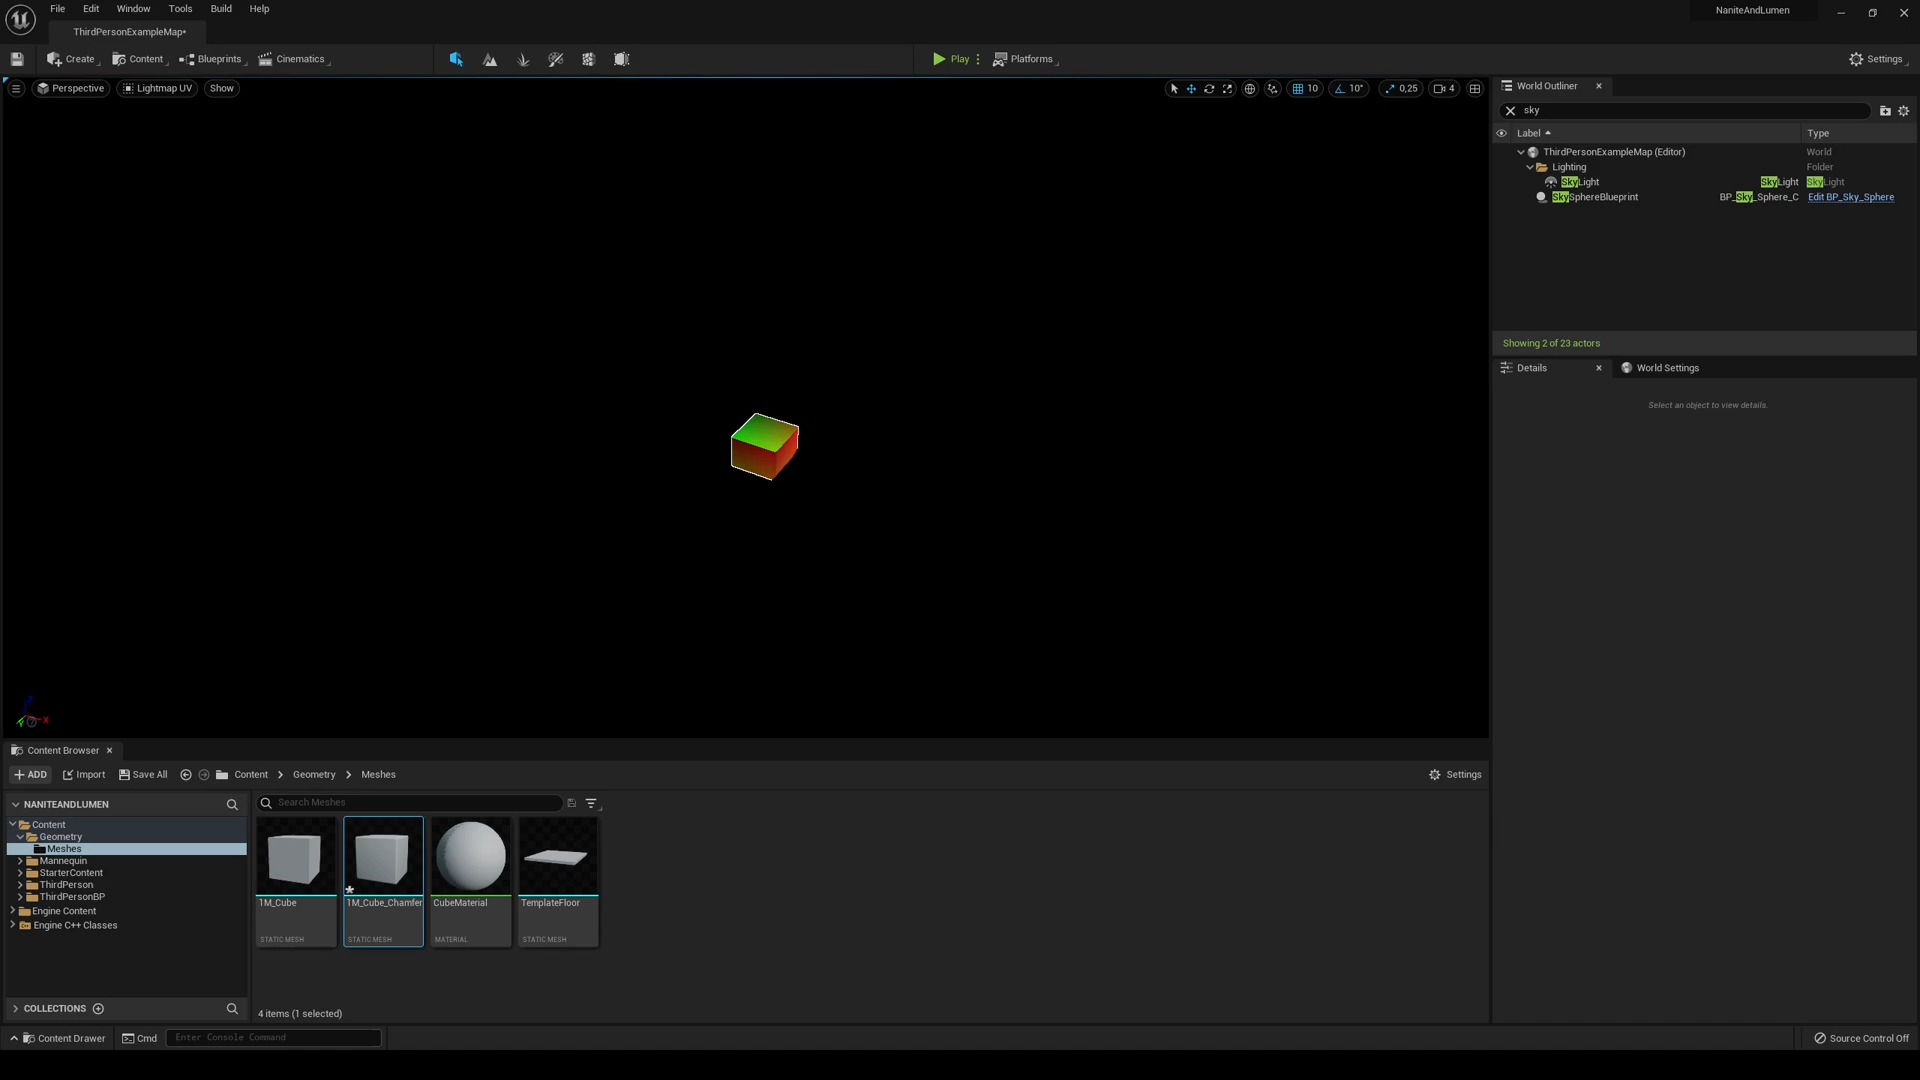 File Edit Window Tools Build Help
NaniteAndLumen
ThirdPersonExampleMap*
Create Content Blueprints Cinematics Play Platforms Settings
Perspective Lightmap UV Show 10 10° 0,25 4
World Outliner
sky
Label Type
ThirdPersonExampleMap (Editor) World
Lighting Folder
SkyLight SkyLight SkyLight
SkySphereBlueprint BP_Sky_Sphere_C Edit BP_Sky_Sphere
Showing 2 of 23 actors
Details World Settings
Select an object to view details.
Z
Y X
Content Browser
ADD Import Save All Content Geometry Meshes Settings
NANITEANDLUMEN
Search Meshes
Content
Geometry
Meshes
Mannequin
StarterContent
ThirdPerson
ThirdPersonBP
Engine Content
Engine C++ Classes
1M_Cube 1M_Cube_Chamfer CubeMaterial TemplateFloor
STATIC MESH STATIC MESH MATERIAL STATIC MESH
COLLECTIONS
4 items (1 selected)
Content Drawer Cmd Enter Console Command Source Control Off